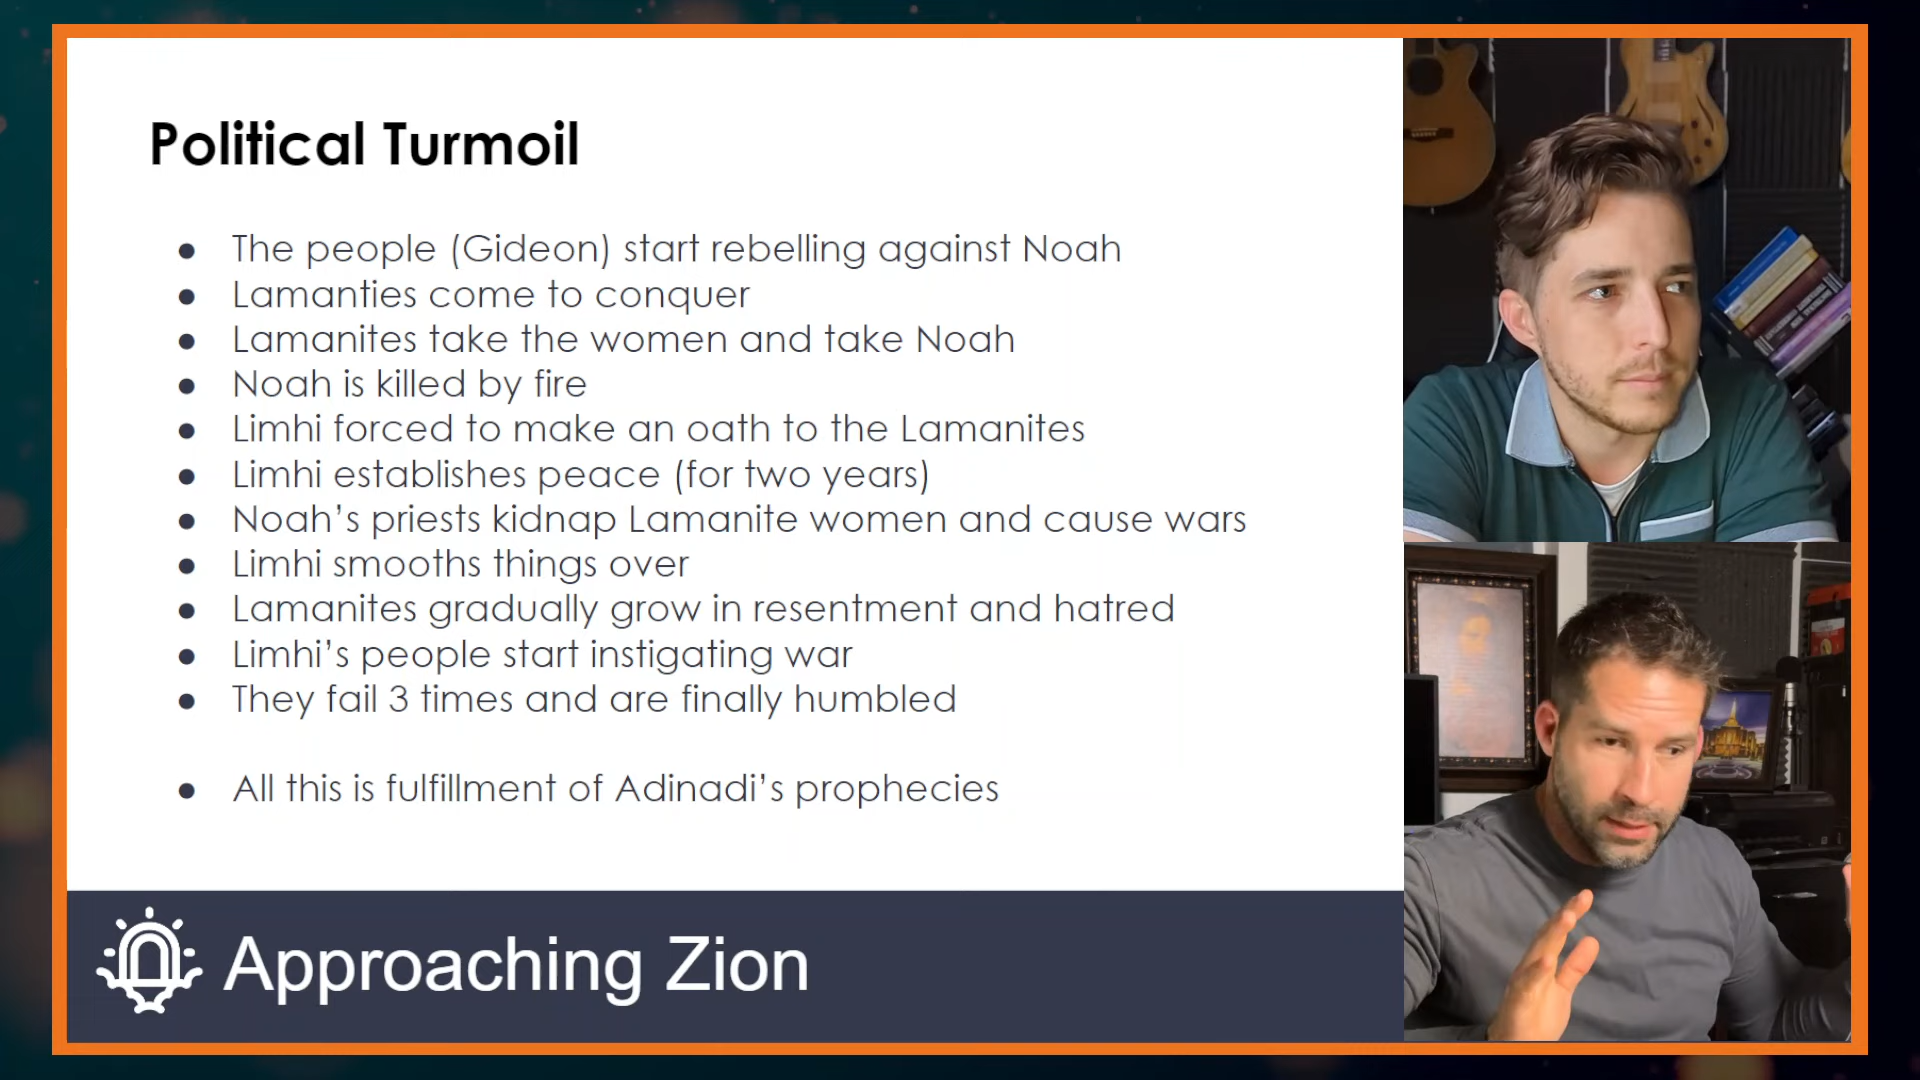 Political Turmoil
● The people (Gideon) start rebelling against Noah
● Lamanties come to conquer
● Lamanites take the women and take Noah
● Noah is killed by fire
● Limhi forced to make an oath to the Lamanites
● Limhi establishes peace (for two years)
● Noah’s priests kidnap Lamanite women and cause wars
● Limhi smooths things over
● Lamanites gradually grow in resentment and hatred
● Limhi’s people start instigating war
● They fail 3 times and are finally humbled
● All this is fulfillment of Adinadi’s prophecies
Approaching Zion